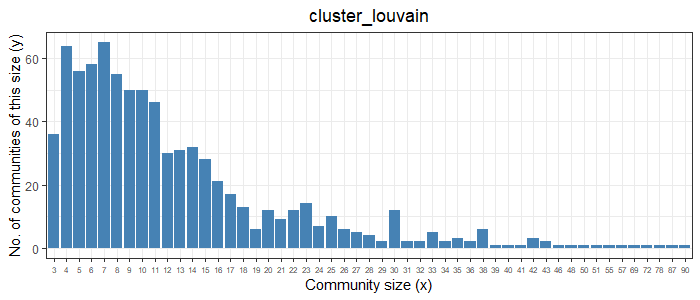 cluster_louvain
No. of communities of this size (y)
60
40
20
0
3 4 5 6 7 8 9 10 11 12 13 14 15 16 17 18 19 20 21 22 23 24 25 26 27 28 29 30 31 32 33 34 35 36 38 39 40 41 42 43 46 48 50 51 55 57 69 72 78 87 90
Community size (x)